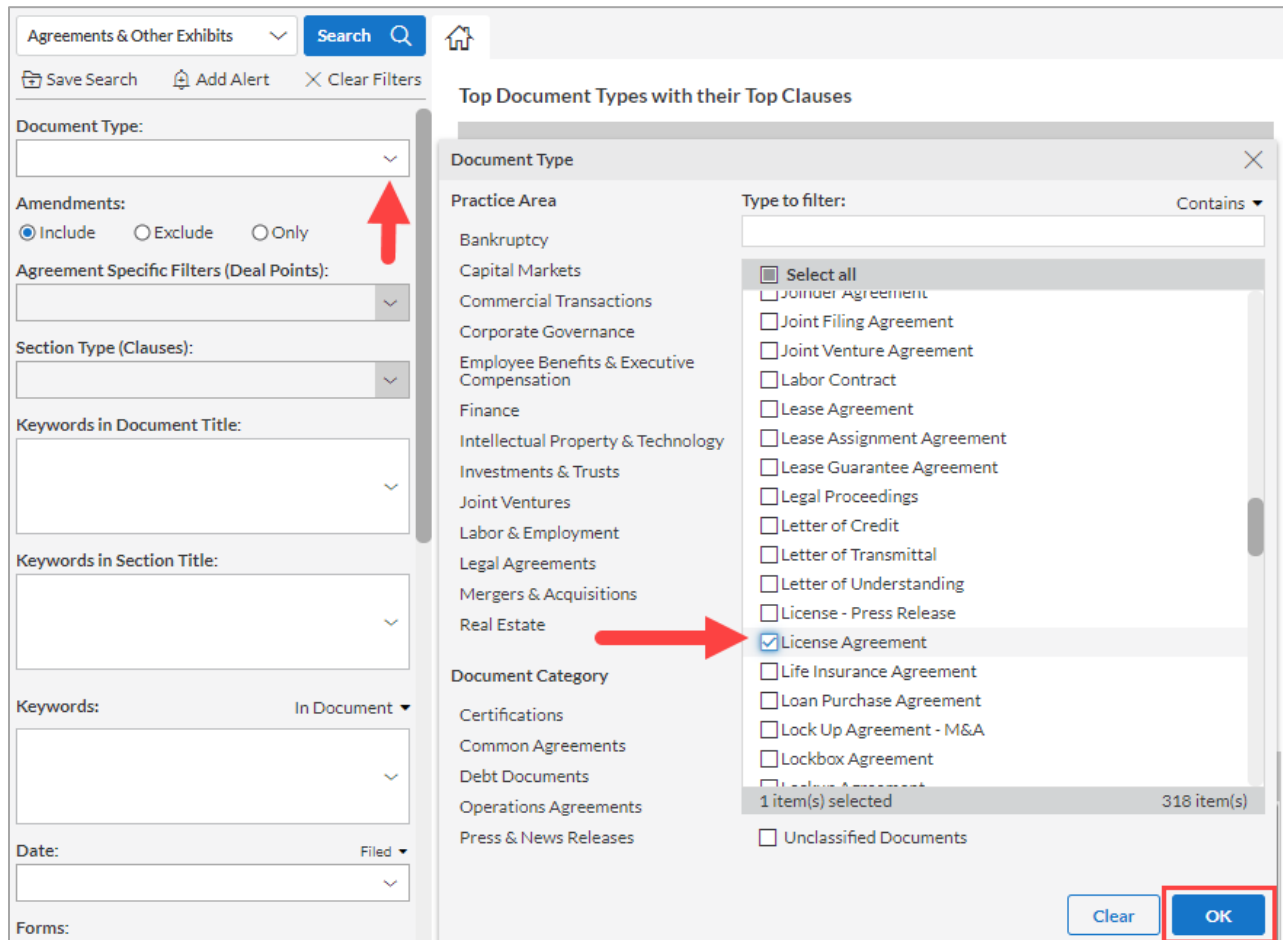 Agreements & Other Exhibits
Search
Save Search
Add Alert
Clear Filters
Document Type:
Amendments:
Include
Exclude
Only
Agreement Specific Filters (Deal Points):
Section Type (Clauses):
Keywords in Document Title:
Keywords in Section Title:
Keywords:
In Document
Date:
Filed
Forms:
Top Document Types with their Top Clauses
Document Type
Practice Area
Bankruptcy
Capital Markets
Commercial Transactions
Corporate Governance
Employee Benefits & Executive
Compensation
Finance
Intellectual Property & Technology
Investments & Trusts
Joint Ventures
Labor & Employment
Legal Agreements
Mergers & Acquisitions
Real Estate
Document Category
Certifications
Common Agreements
Debt Documents
Operations Agreements
Press & News Releases
Type to filter:
Contains
Select all
Joinder Agreement
Joint Filing Agreement
Joint Venture Agreement
Labor Contract
Lease Agreement
Lease Assignment Agreement
Lease Guarantee Agreement
Legal Proceedings
Letter of Credit
Letter of Transmittal
Letter of Understanding
License - Press Release
License Agreement
Life Insurance Agreement
Loan Purchase Agreement
Lock Up Agreement - M&A
Lockbox Agreement
Lockup Agreement
1 item(s) selected
318 item(s)
Unclassified Documents
Clear
OK